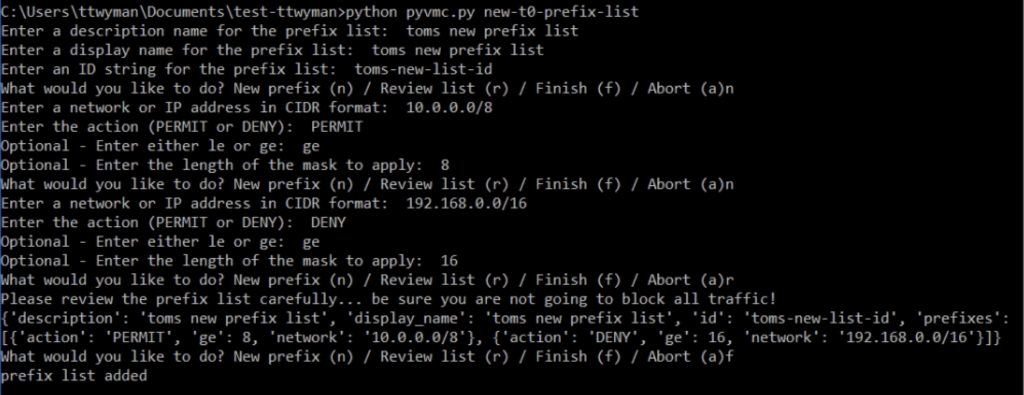 C:\Users\ttwyman\Documents\test-ttwyman>python pyvmc.py new-t0-prefix-list
Enter a description name for the prefix list:  toms new prefix list
Enter a display name for the prefix list:  toms new prefix list
Enter an ID string for the prefix list:  toms-new-list-id
What would you like to do? New prefix (n) / Review list (r) / Finish (f) / Abort (a)n
Enter a network or IP address in CIDR format:  10.0.0.0/8
Enter the action (PERMIT or DENY):  PERMIT
Optional - Enter either le or ge:  ge
Optional - Enter the length of the mask to apply:  8
What would you like to do? New prefix (n) / Review list (r) / Finish (f) / Abort (a)n
Enter a network or IP address in CIDR format:  192.168.0.0/16
Enter the action (PERMIT or DENY):  DENY
Optional - Enter either le or ge:  ge
Optional - Enter the length of the mask to apply:  16
What would you like to do? New prefix (n) / Review list (r) / Finish (f) / Abort (a)r
Please review the prefix list carefully... be sure you are not going to block all traffic!
{'description': 'toms new prefix list', 'display_name': 'toms new prefix list', 'id': 'toms-new-list-id', 'prefixes':
[{'action': 'PERMIT', 'ge': 8, 'network': '10.0.0.0/8'}, {'action': 'DENY', 'ge': 16, 'network': '192.168.0.0/16'}]}
What would you like to do? New prefix (n) / Review list (r) / Finish (f) / Abort (a)f
prefix list added